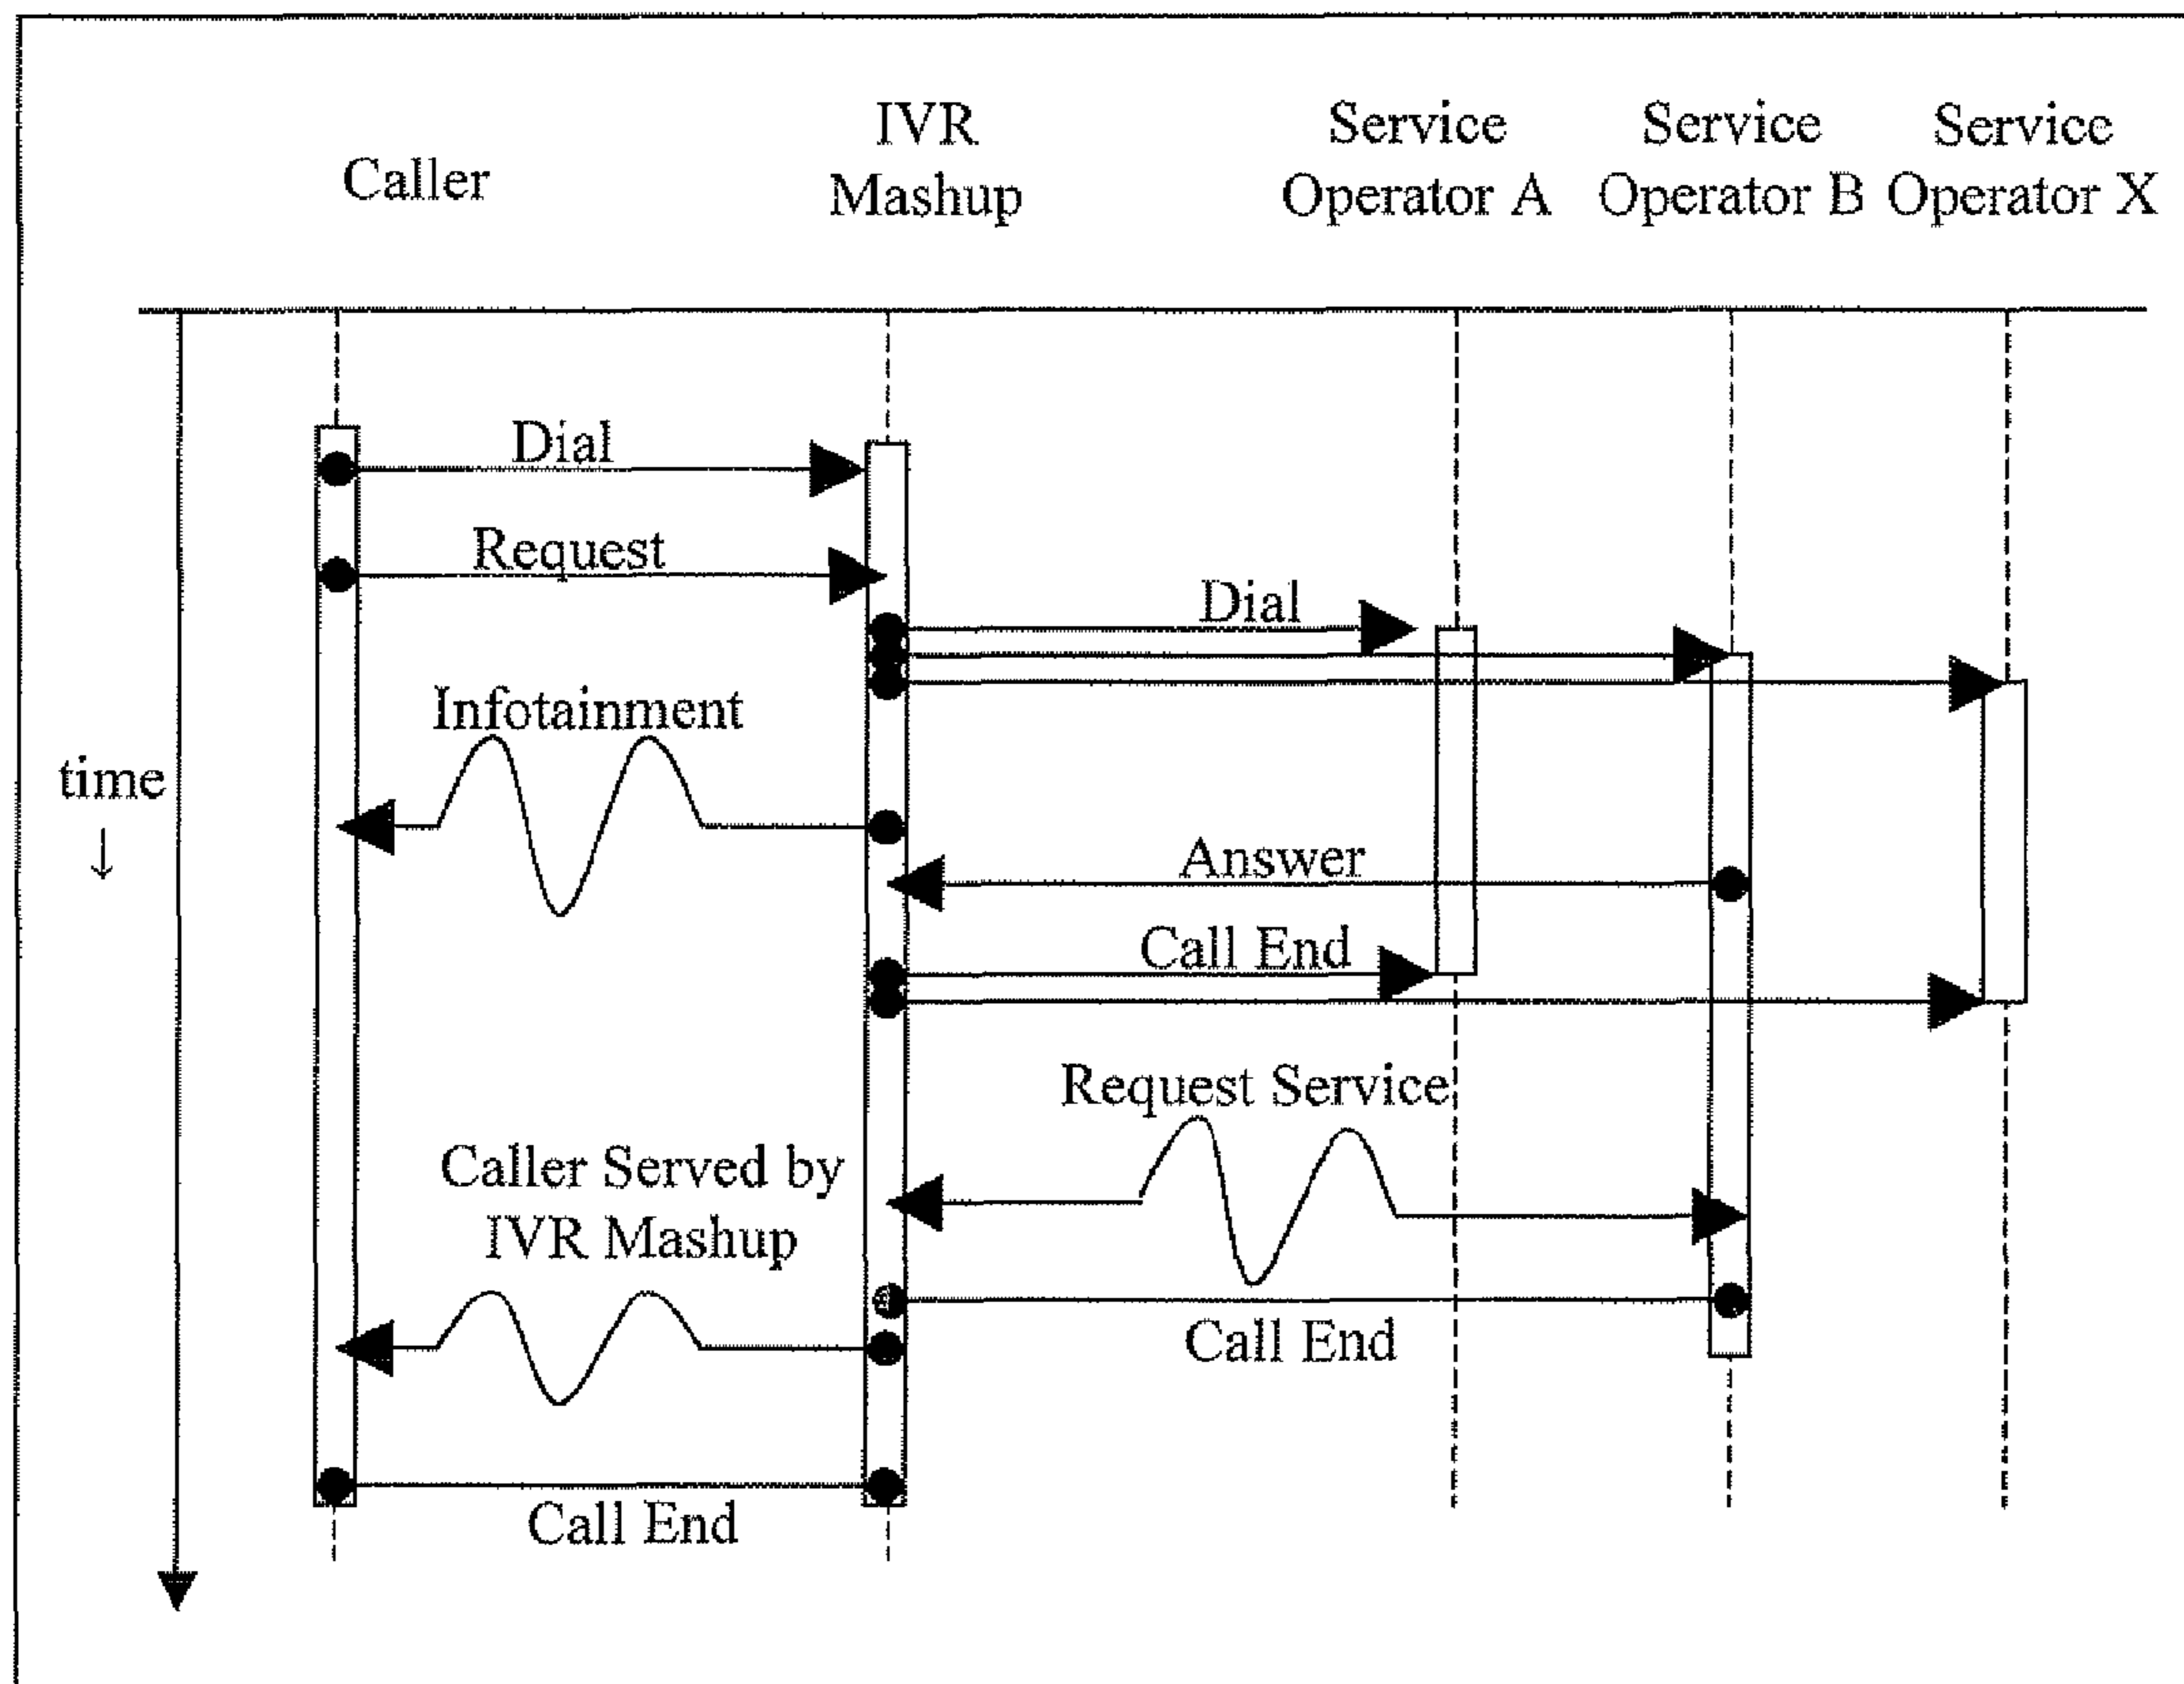 Caller
IVR
Mashup
Service
Operator A
Service
Operator B
Service
Operator X
Dial
Request
Dial
Infotainment
time
↓
Answer
Call End
Request Service
Caller Served by
IVR Mashup
Call End
Call End